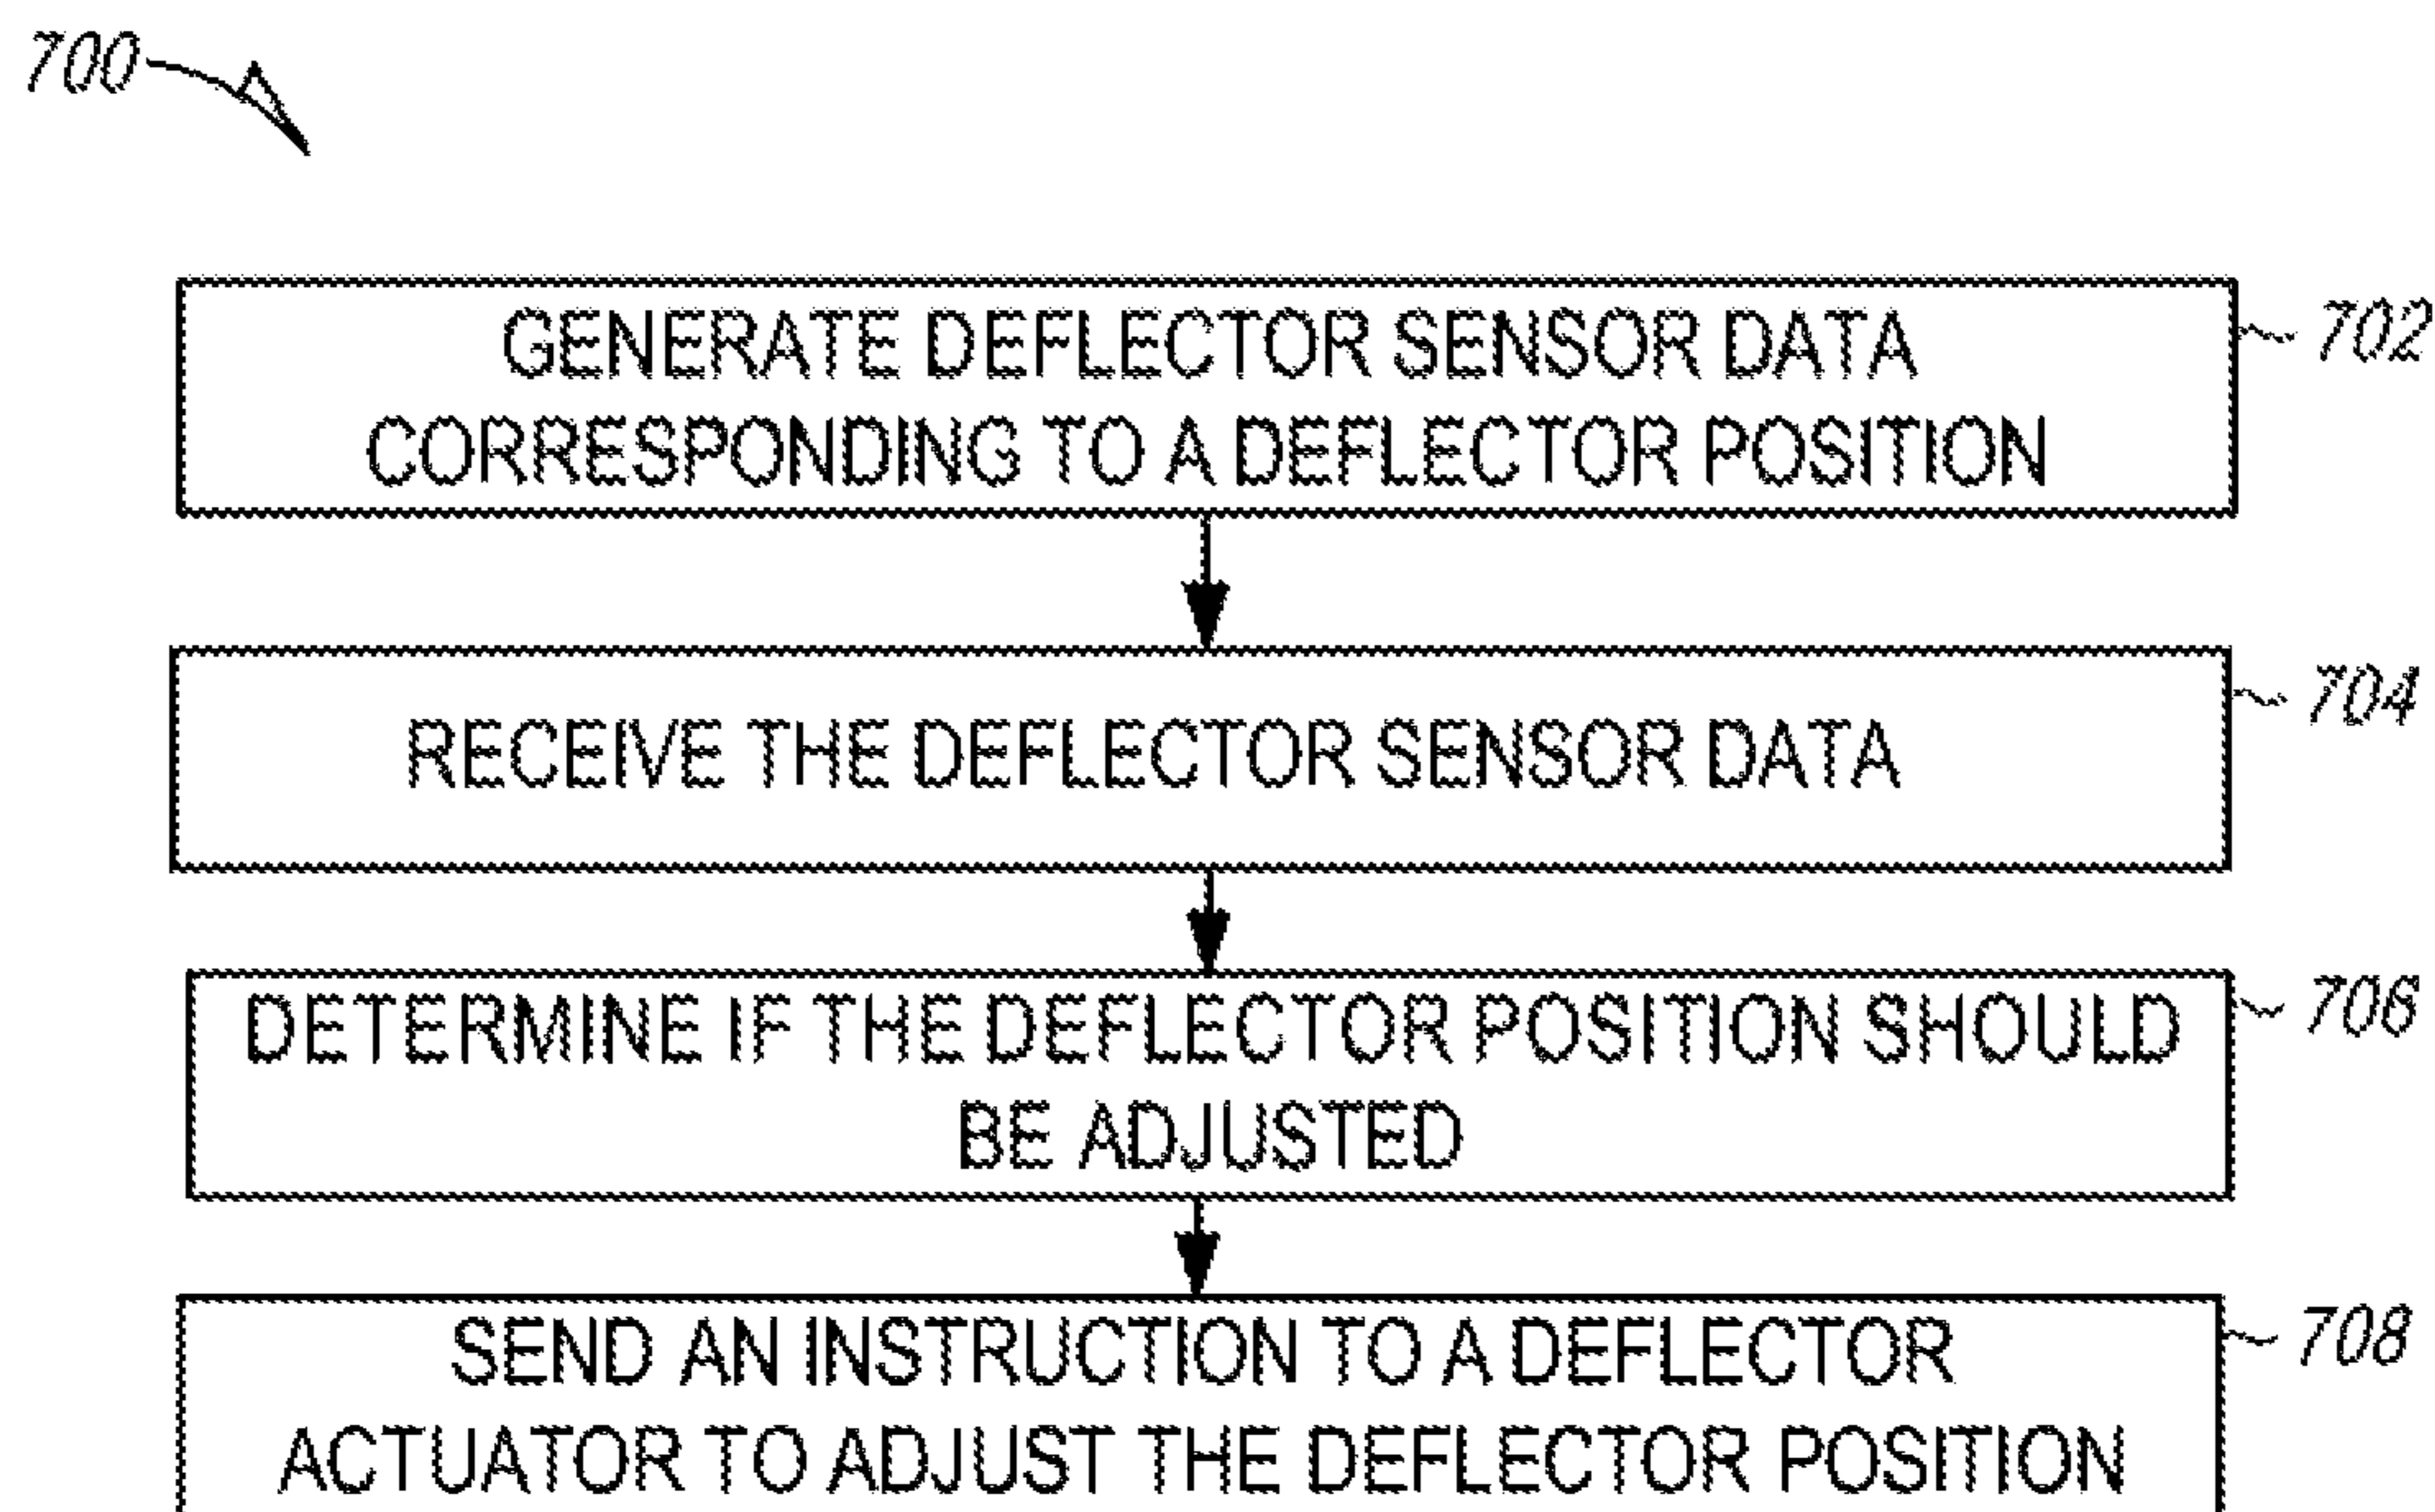 700
GENERATE DEFLECTOR SENSOR DATA
CORRESPONDING TO A DEFLECTOR POSITION
702
RECEIVE THE DEFLECTOR SENSOR DATA
704
DETERMINE IF THE DEFLECTOR POSITION SHOULD
BE ADJUSTED
706
SEND AN INSTRUCTION TO A DEFLECTOR
ACTUATOR TO ADJUST THE DEFLECTOR POSITION
708